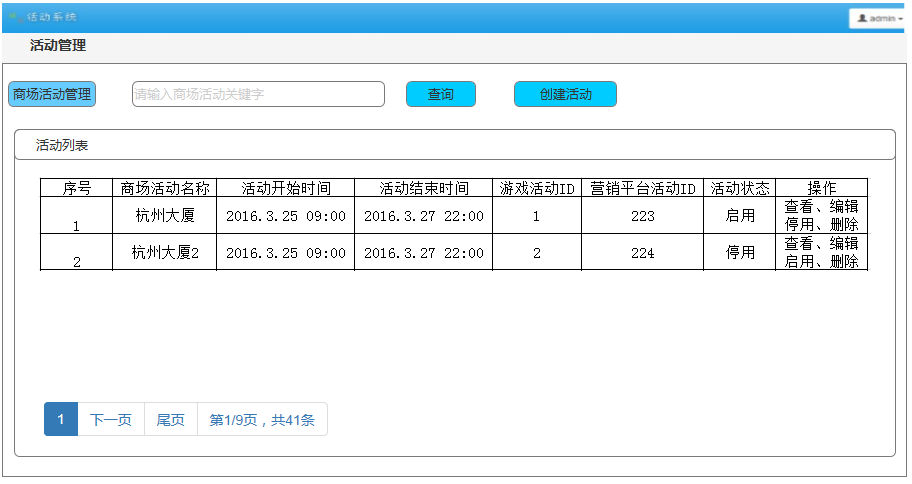 活动系统
admin
活动管理
商场活动管理 请输入商场活动关键字 查询 创建活动
活动列表
序号 商场活动名称 活动开始时间 活动结束时间 游戏活动ID 营销平台活动ID 活动状态 操作
1 杭州大厦 2016.3.25 09:00 2016.3.27 22:00 1 223 启用 查看、编辑
停用、删除
2 杭州大厦2 2016.3.25 09:00 2016.3.27 22:00 2 224 停用 查看、编辑
启用、删除
1 下一页 尾页 第1/9页，共41条